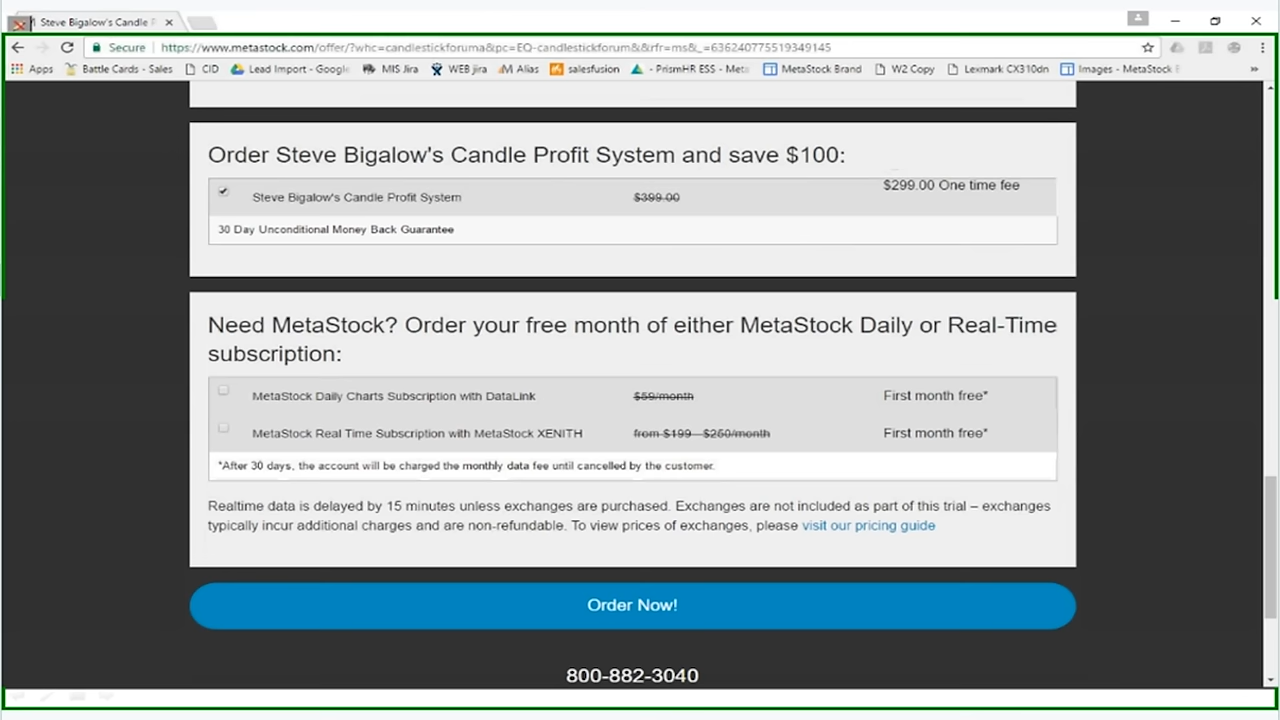 Steve Bigalow's Candle P
Secure
https://www.metastock.com/offer/?whc=candlestickforuma&pc=EQ-candlestickforum&&rfr=ms&_=636240775519349145
Apps Battle Cards - Sales CID Lead Import - Google MIS Jira WEB jira Alias salesfusion - PrismHR ESS - Meta MetaStock Brand W2 Copy Lexmark CX310dn Images - MetaStock E »
Order Steve Bigalow's Candle Profit System and save $100:
Steve Bigalow's Candle Profit System $399.00 $299.00 One time fee
30 Day Unconditional Money Back Guarantee
Need MetaStock? Order your free month of either MetaStock Daily or Real-Time
subscription:
MetaStock Daily Charts Subscription with DataLink $59/month First month free*
MetaStock Real Time Subscription with MetaStock XENITH from $199 - $250/month First month free*
*After 30 days, the account will be charged the monthly data fee until cancelled by the customer.
Realtime data is delayed by 15 minutes unless exchanges are purchased. Exchanges are not included as part of this trial – exchanges
typically incur additional charges and are non-refundable. To view prices of exchanges, please visit our pricing guide
Order Now!
800-882-3040